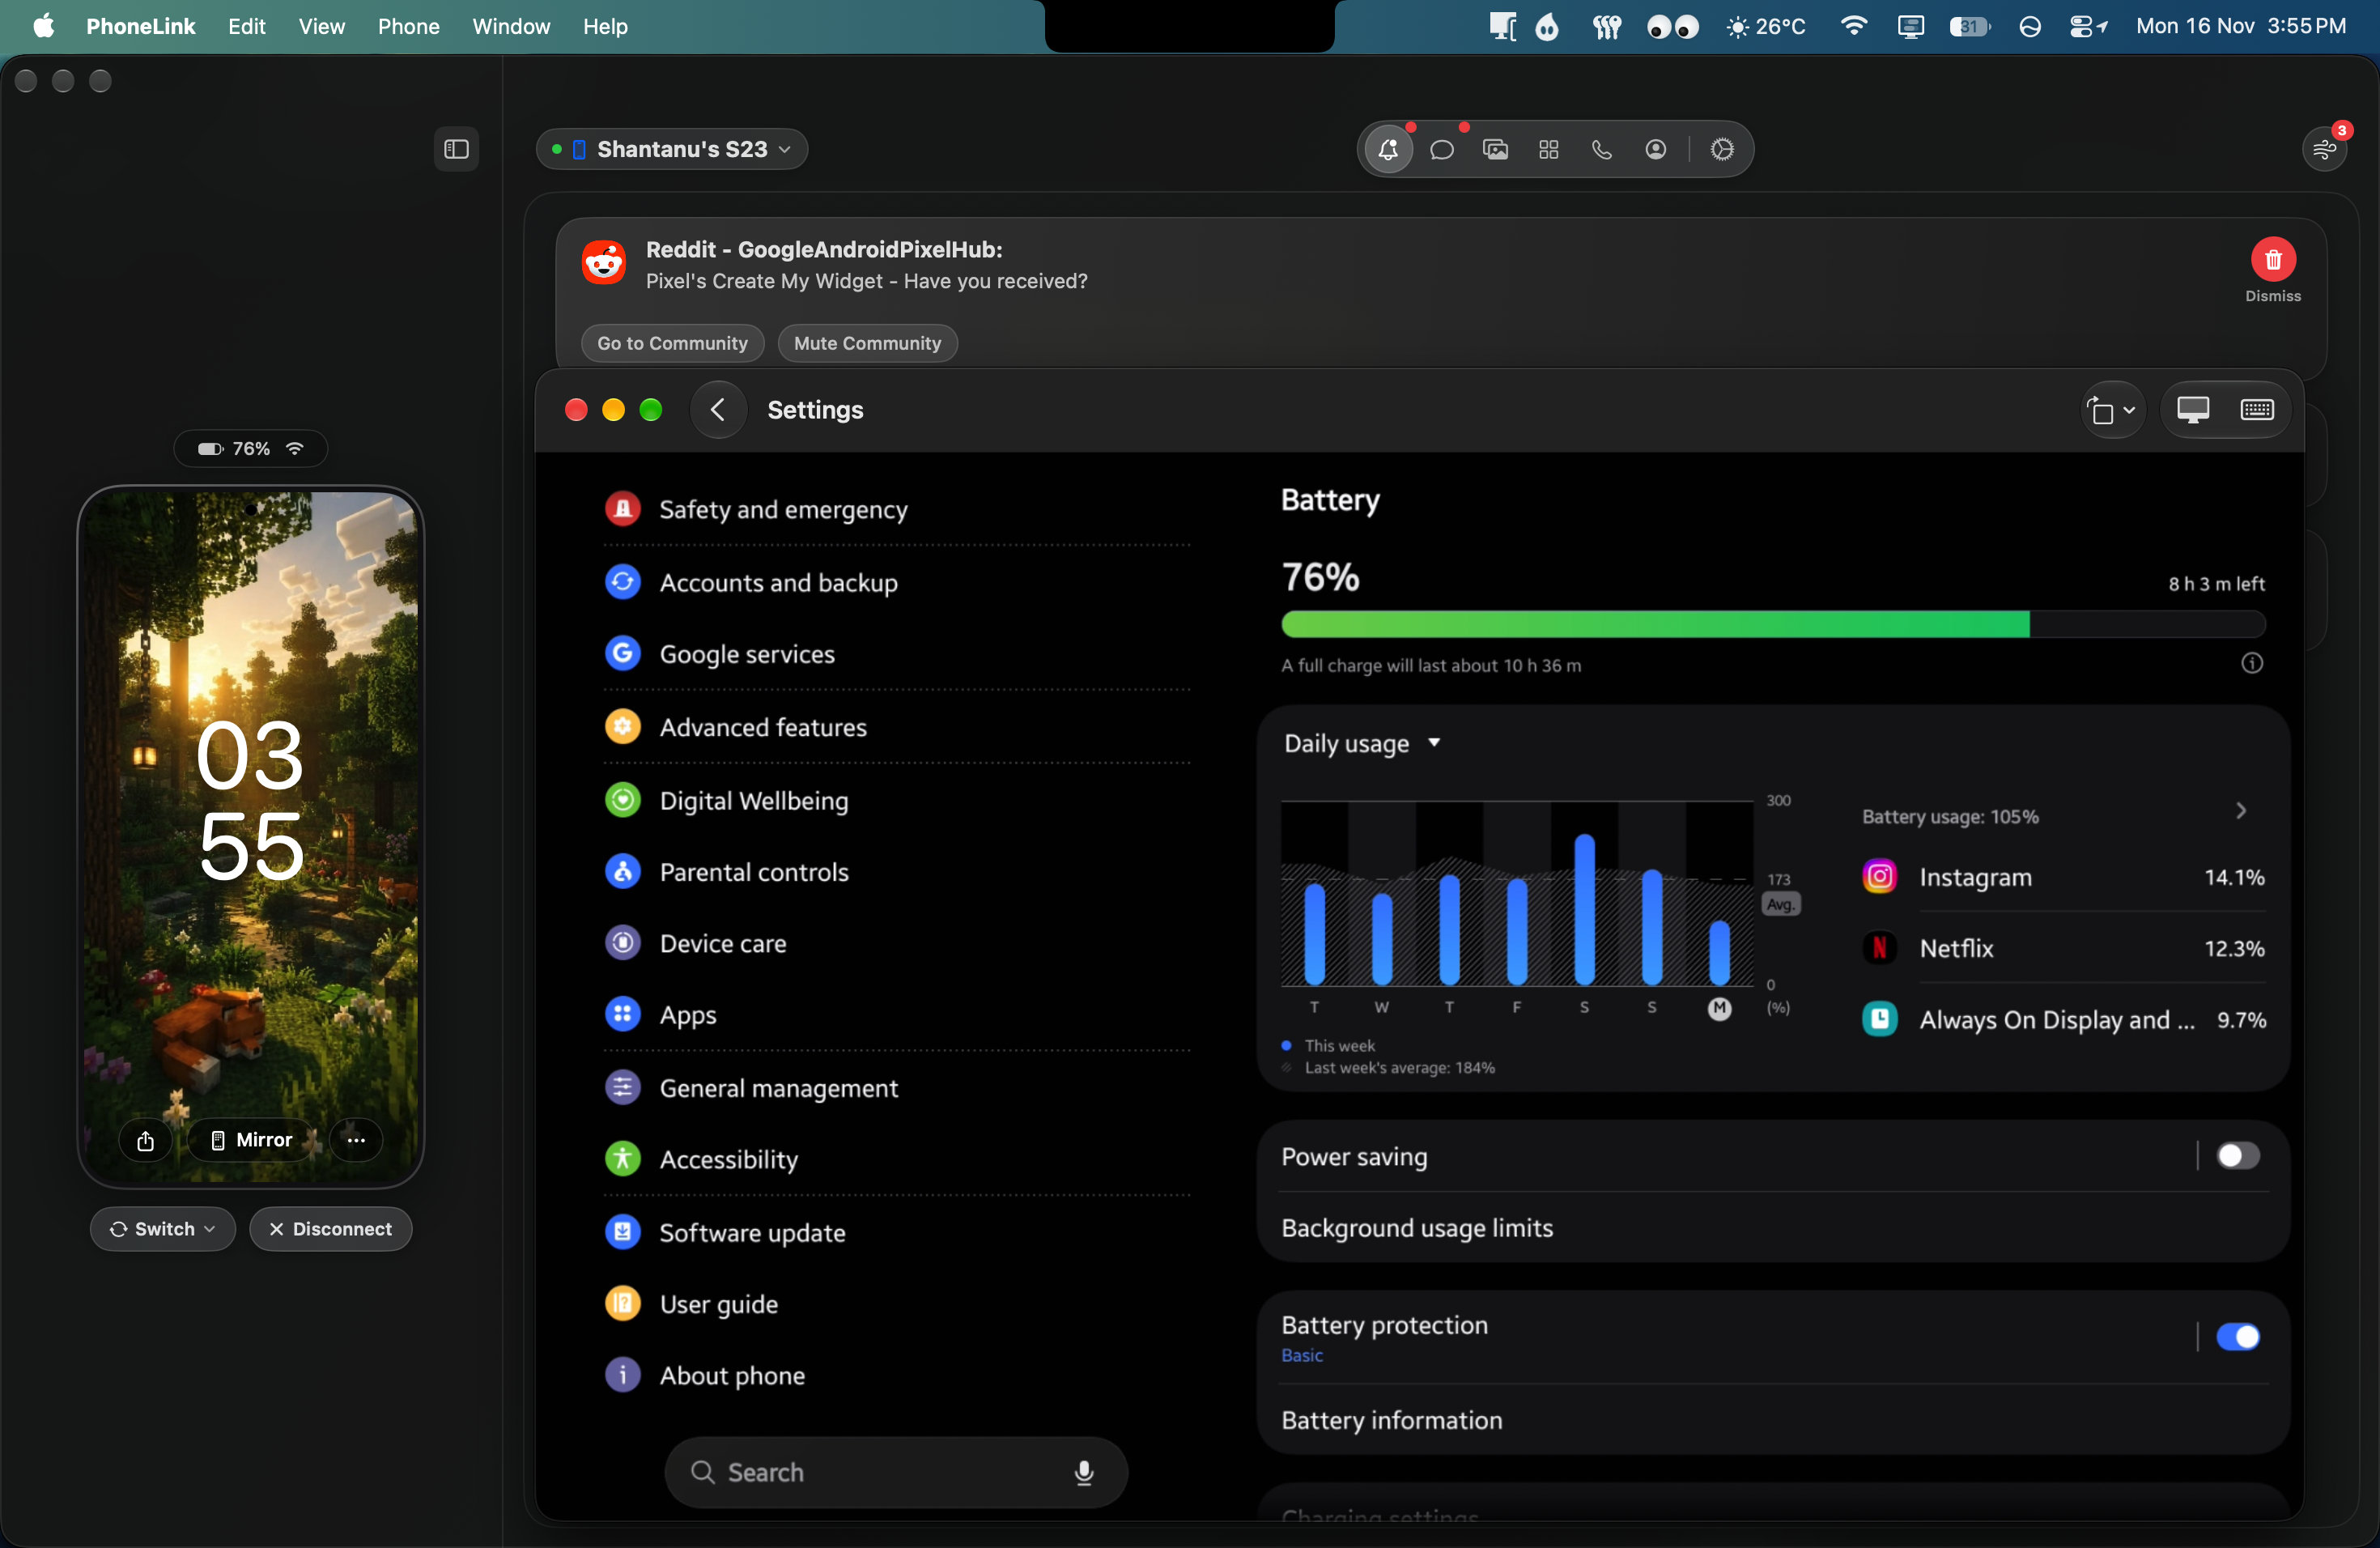 PhoneLink Edit View Phone Window Help
26°C 31 Mon 16 Nov 3:55 PM
Shantanu's S23
3
Reddit - GoogleAndroidPixelHub:
Pixel's Create My Widget - Have you received?
Dismiss
Go to Community Mute Community
76%
03
55
Mirror
Switch Disconnect
Settings
Safety and emergency
Accounts and backup
Google services
Advanced features
Digital Wellbeing
Parental controls
Device care
Apps
General management
Accessibility
Software update
User guide
About phone
Search
Battery
76%
8 h 3 m left
A full charge will last about 10 h 36 m
Daily usage
300
173
Avg.
0
T W T F S S M (%)
This week
Last week's average: 184%
Battery usage: 105%
Instagram 14.1%
Netflix 12.3%
Always On Display and ... 9.7%
Power saving
Background usage limits
Battery protection
Basic
Battery information
Charging settings